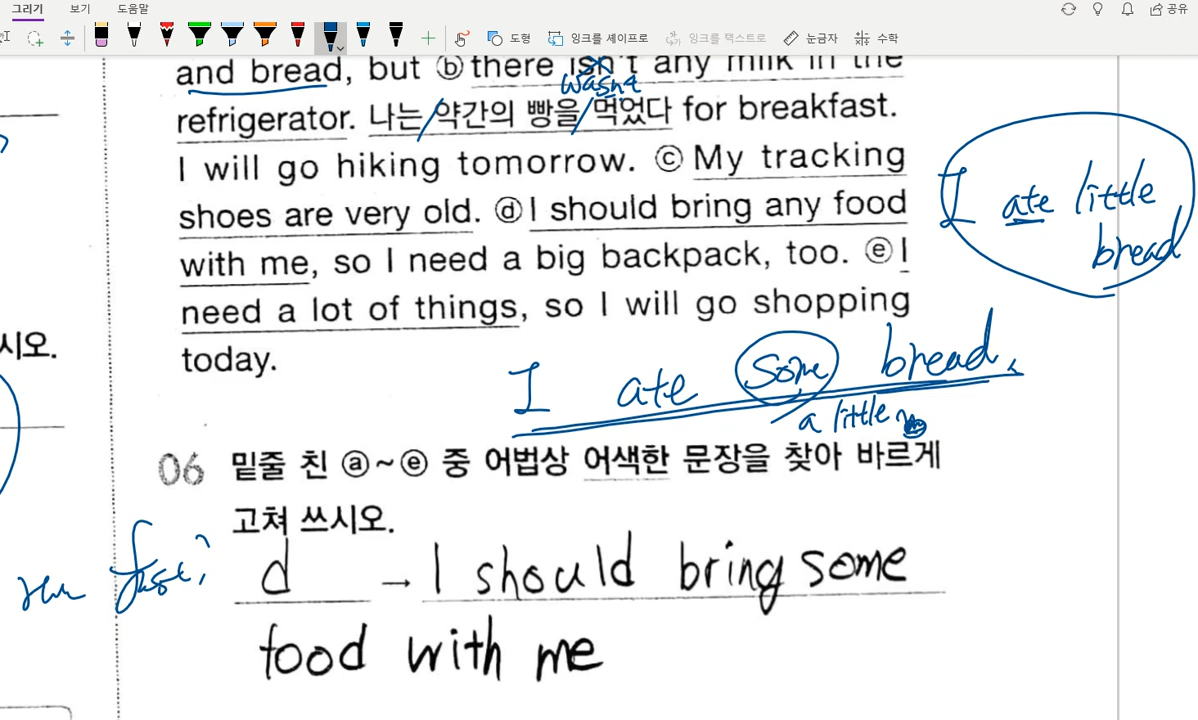 그리기 보기 도움말 공유
도형 잉크를 셰이프로 잉크를 텍스트로 눈금자 수학
and bread, but ⓑ there isn't any milk in the
wasn't
refrigerator. 나는/약간의 빵을/먹었다 for breakfast.
I will go hiking tomorrow. ⓒ My tracking
shoes are very old. ⓓ I should bring any food
I ate little
bread
with me, so I need a big backpack, too. ⓔ I
need a lot of things, so I will go shopping
시오.
today.
I ate some bread.
a little
06 밑줄 친 ⓐ~ⓔ 중 어법상 어색한 문장을 찾아 바르게
고쳐 쓰시오.
fast?
d → I should bring some
food with me